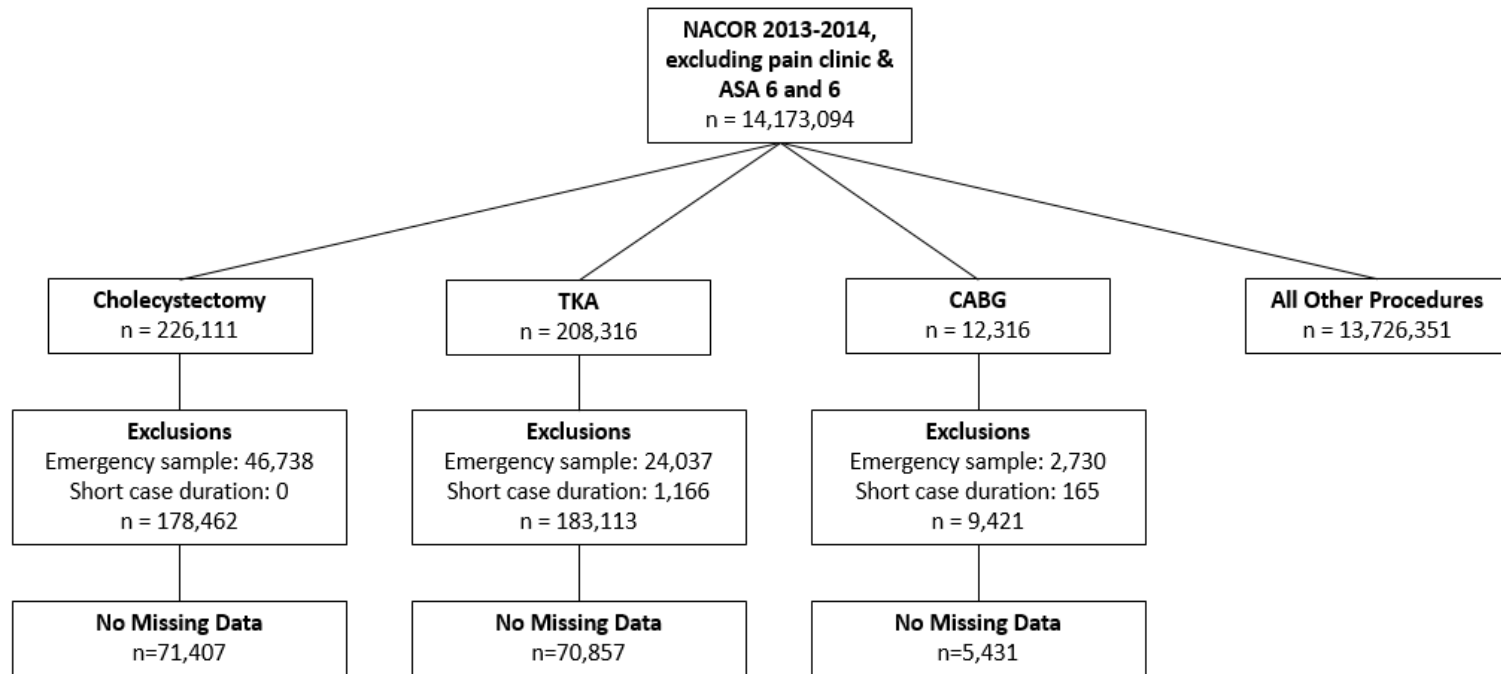 NACOR 2013-2014,
excluding pain clinic &
ASA 6 and 6
n = 14,173,094
Cholecystectomy
n = 226,111
TKA
n = 208,316
CABG
n = 12,316
All Other Procedures
n = 13,726,351
Exclusions
Emergency sample: 46,738
Short case duration: 0
n = 178,462
Exclusions
Emergency sample: 24,037
Short case duration: 1,166
n = 183,113
Exclusions
Emergency sample: 2,730
Short case duration: 165
n = 9,421
No Missing Data
n=71,407
No Missing Data
n=70,857
No Missing Data
n=5,431